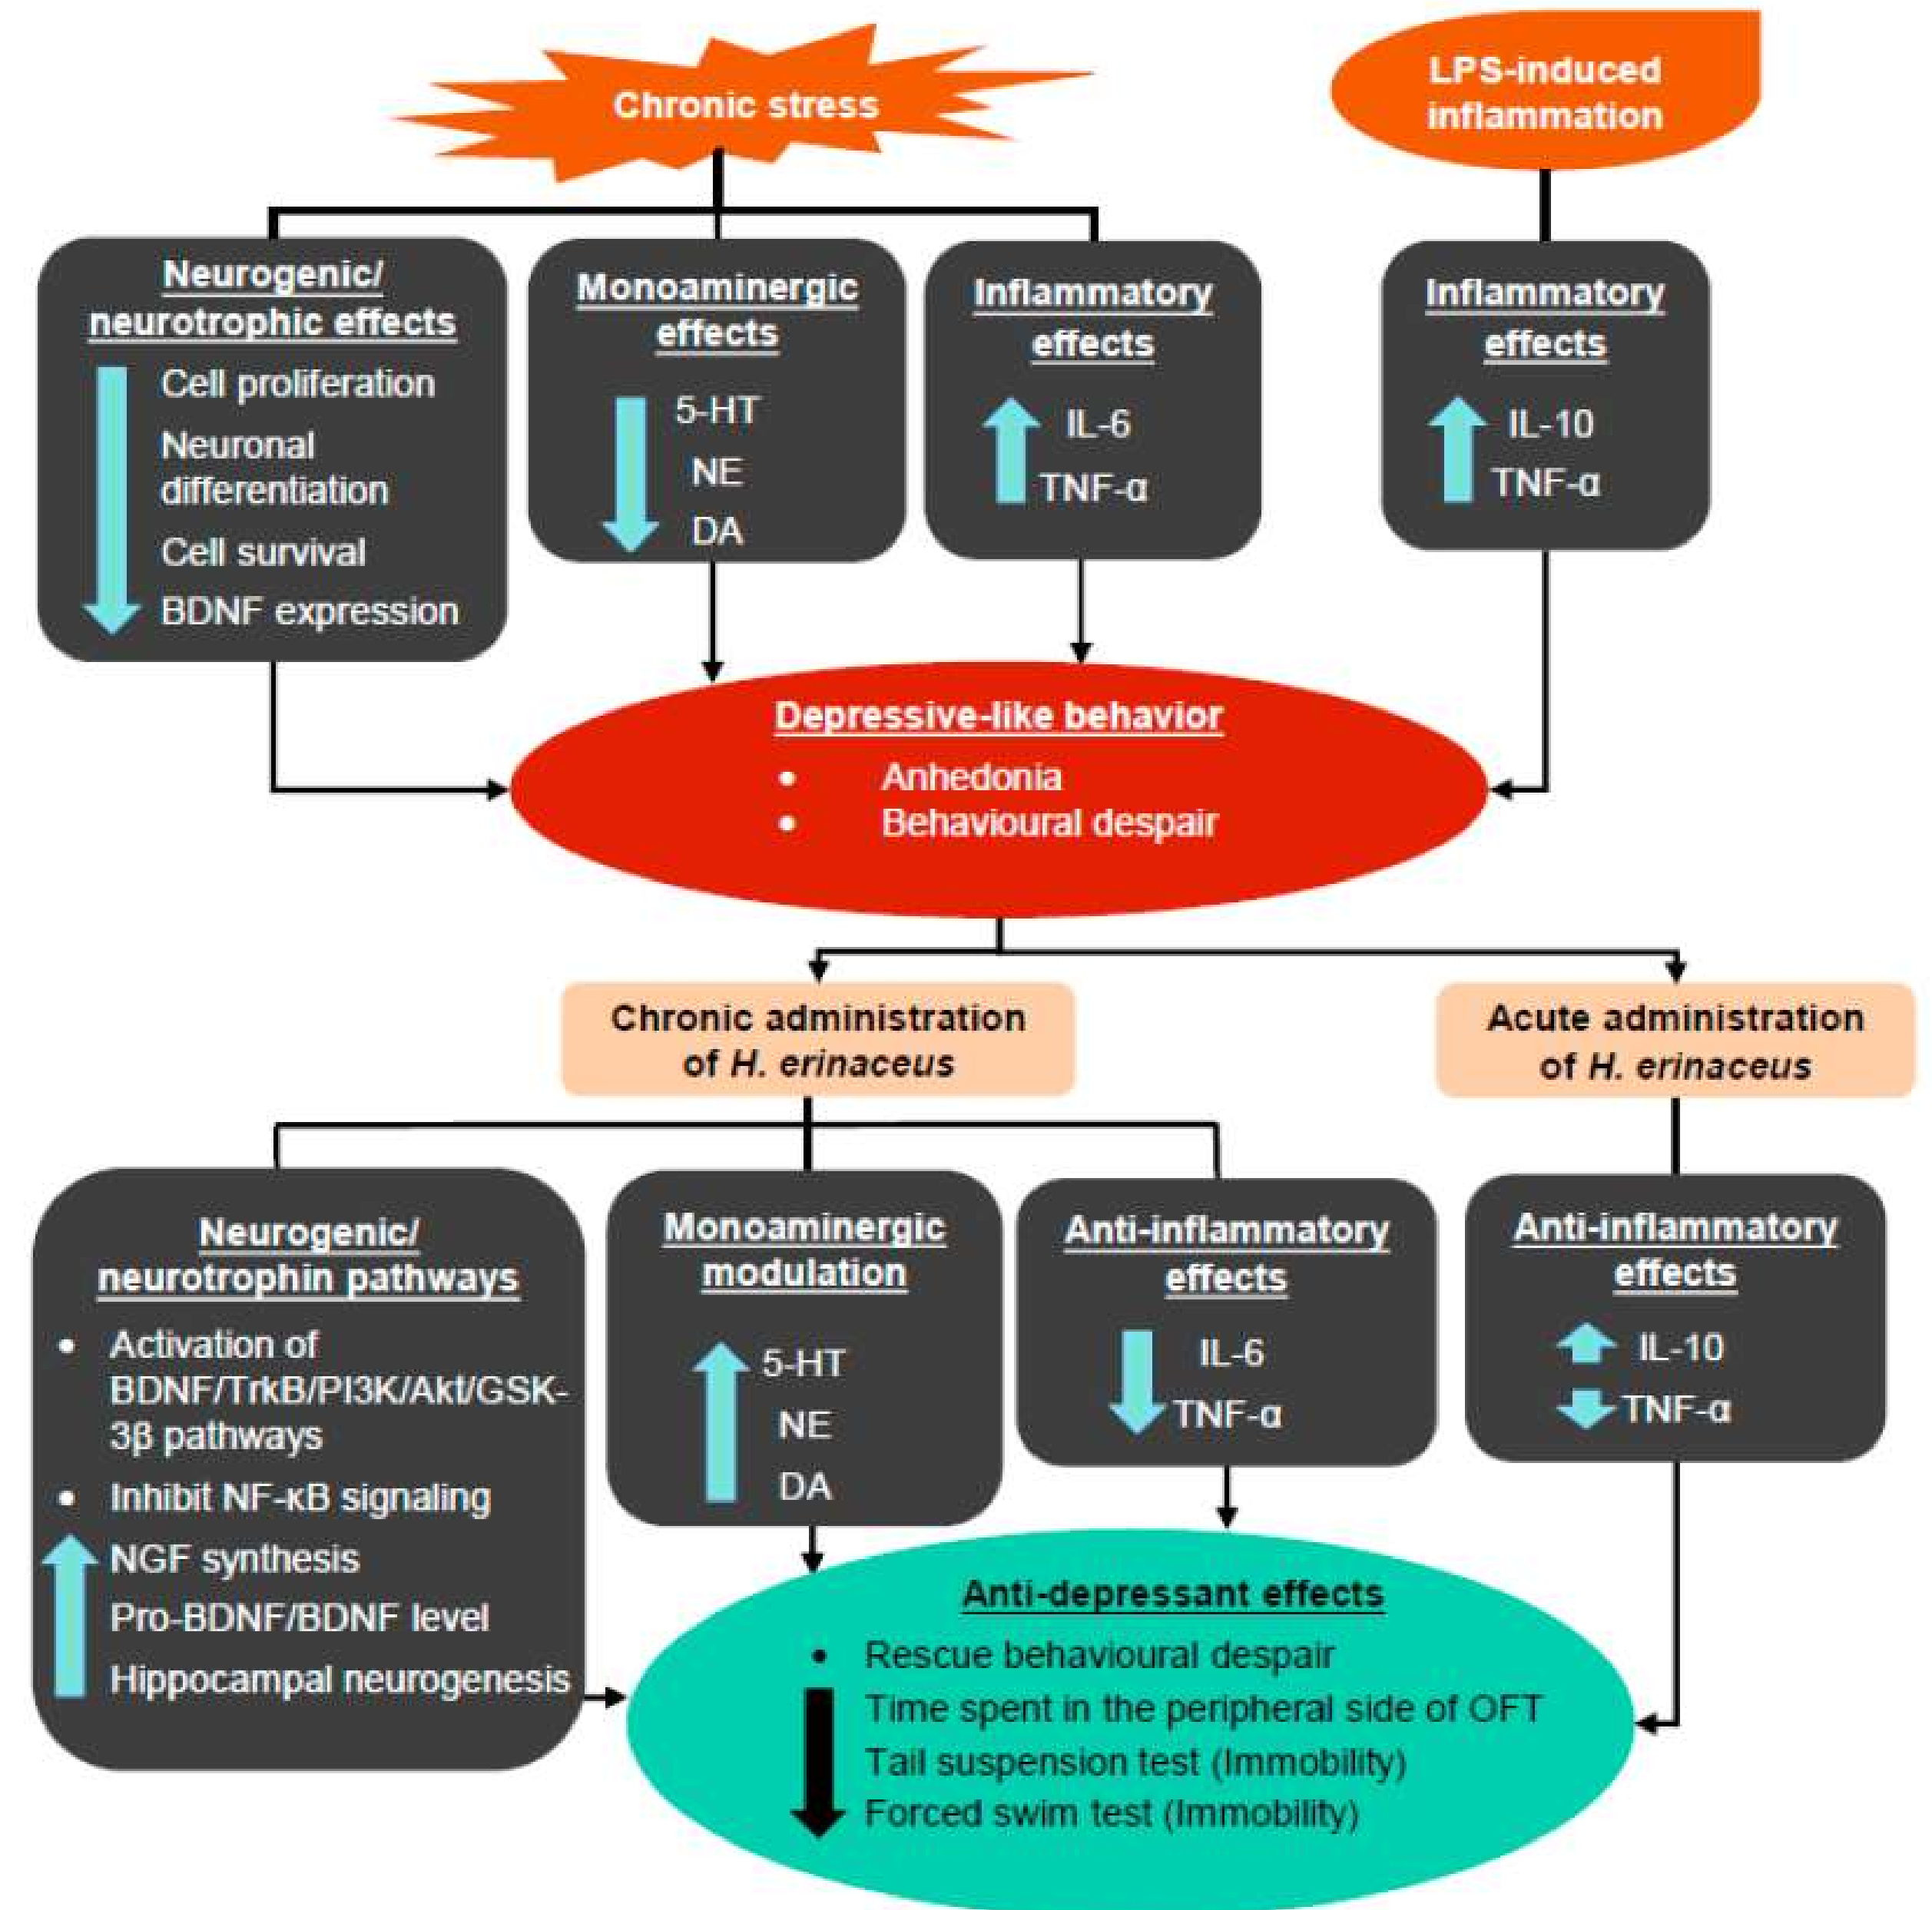 Chronic stress
LPS-induced
inflammation
Neurogenic/
neurotrophic effects
Cell proliferation
Neuronal
differentiation
Cell survival
BDNF expression
Monoaminergic
effects
5-HT
NE
DA
Inflammatory
effects
IL-6
TNF-α
Inflammatory
effects
IL-10
TNF-α
Depressive-like behavior
• Anhedonia
• Behavioural despair
Chronic administration
of H. erinaceus
Acute administration
of H. erinaceus
Neurogenic/
neurotrophin pathways
• Activation of
BDNF/TrkB/PI3K/Akt/GSK-
3β pathways
• Inhibit NF-κB signaling
NGF synthesis
Pro-BDNF/BDNF level
Hippocampal neurogenesis
Monoaminergic
modulation
5-HT
NE
DA
Anti-inflammatory
effects
IL-6
TNF-α
Anti-inflammatory
effects
IL-10
TNF-α
Anti-depressant effects
• Rescue behavioural despair
Time spent in the peripheral side of OFT
Tail suspension test (Immobility)
Forced swim test (Immobility)